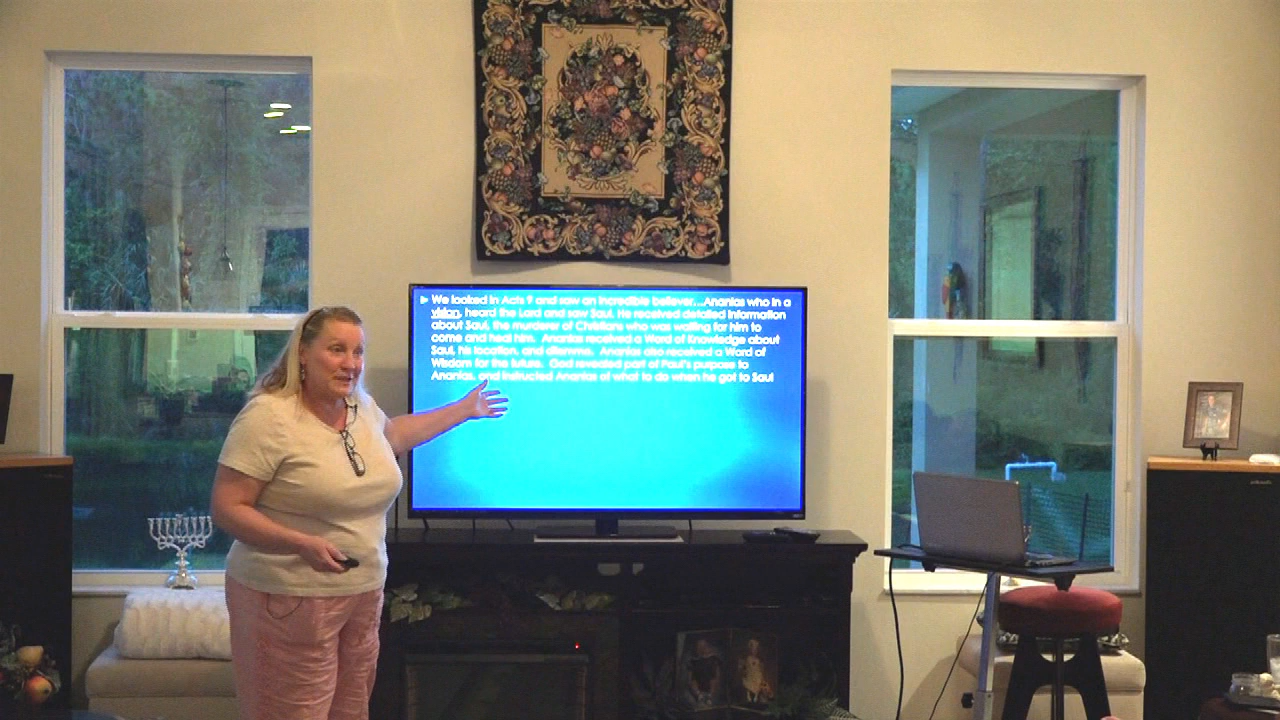 We looked in Acts 9 and saw an incredible believer...Ananias who in a
vision, heard the Lord and saw Saul. He received detailed information
about Saul, the murderer of Christians who was waiting for him to
come and heal him. Ananias received a Word of Knowledge about
Saul, his location, and dilemma. Ananias also received a Word of
Wisdom for the future. God revealed part of Paul's purpose to
Ananias, and instructed Ananias of what to do when he got to Saul